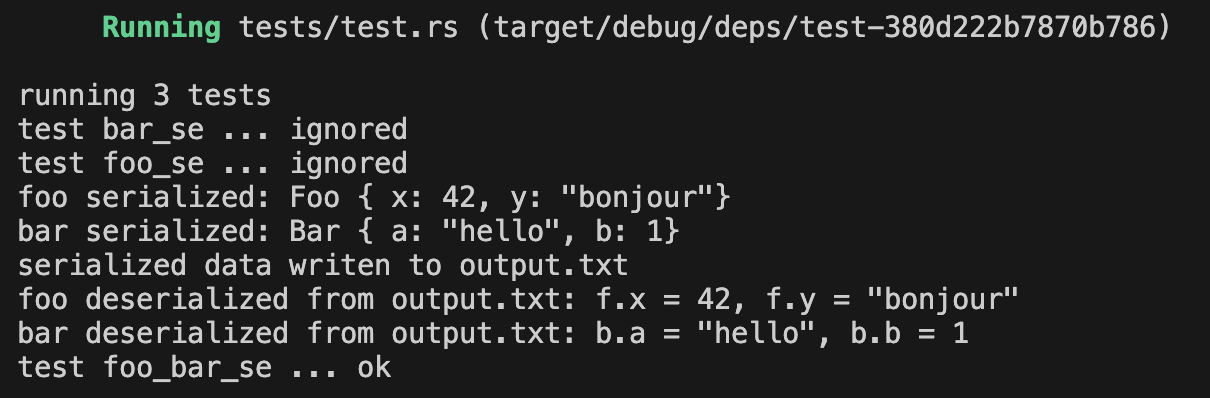 Running tests/test.rs (target/debug/deps/test-380d222b7870b786)
running 3 tests
test bar_se ... ignored
test foo_se ... ignored
foo serialized: Foo { x: 42, y: "bonjour"}
bar serialized: Bar { a: "hello", b: 1}
serialized data writen to output.txt
foo deserialized from output.txt: f.x = 42, f.y = "bonjour"
bar deserialized from output.txt: b.a = "hello", b.b = 1
test foo_bar_se ... ok